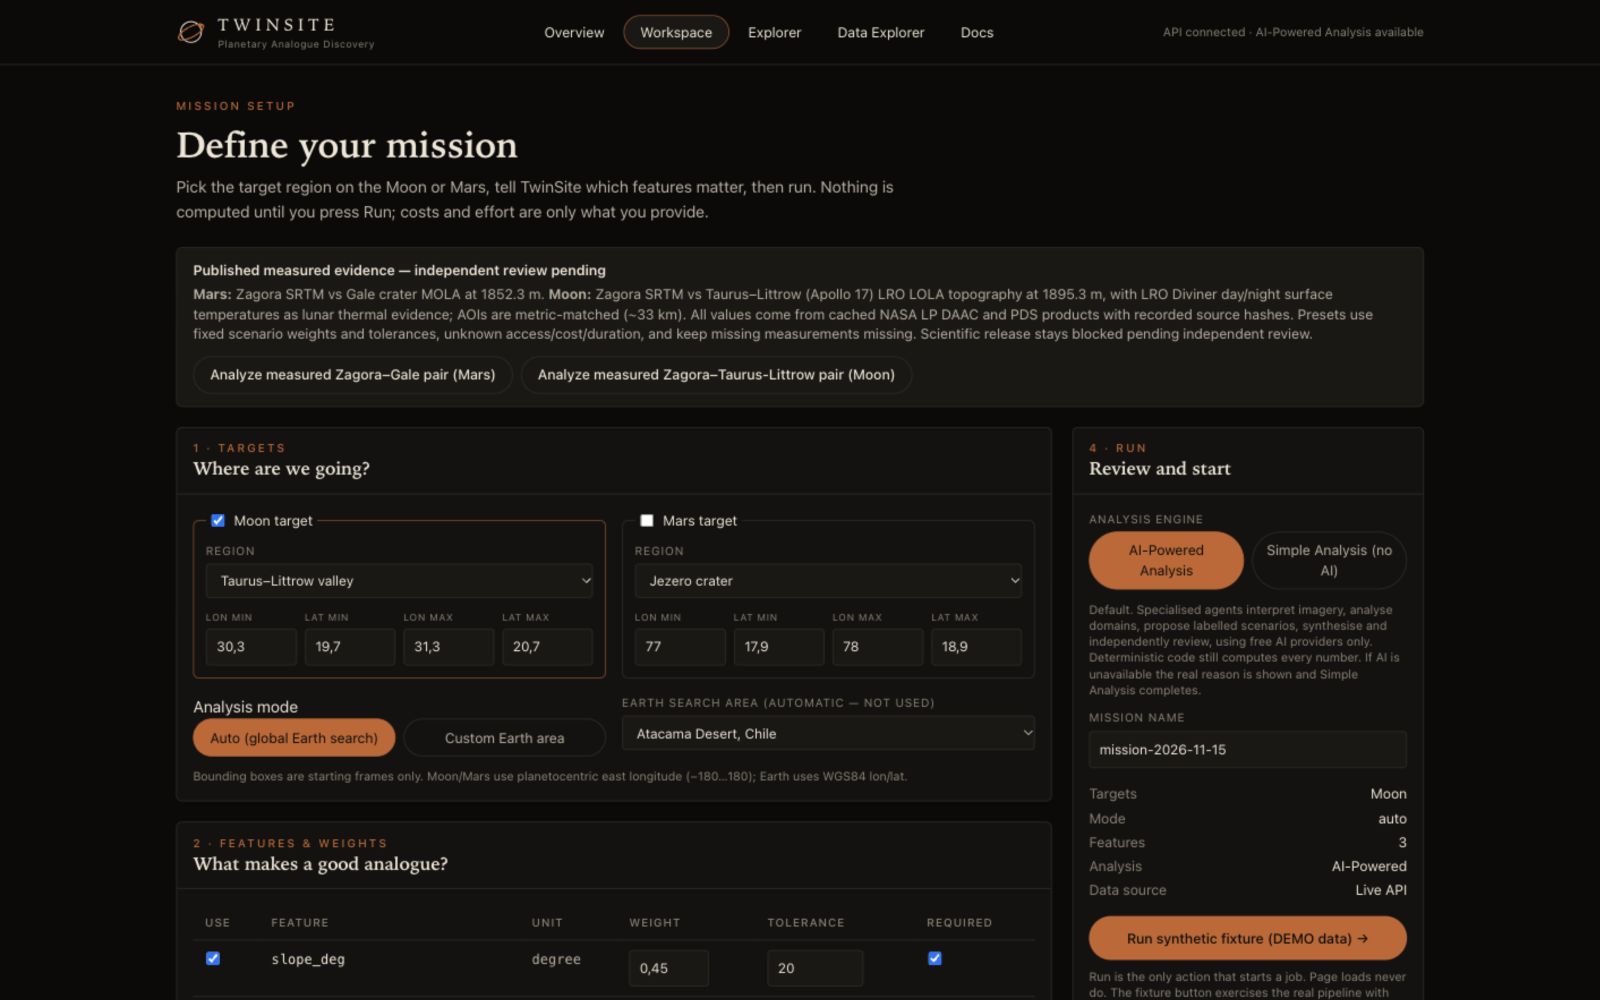 TWINSITE
Planetary Analogue Discovery
Overview
Workspace
Explorer
Data Explorer
Docs
API connected · AI-Powered Analysis available
MISSION SETUP
Define your mission
Pick the target region on the Moon or Mars, tell TwinSite which features matter, then run. Nothing is
computed until you press Run; costs and effort are only what you provide.
Published measured evidence — independent review pending
Mars: Zagora SRTM vs Gale crater MOLA at 1852.3 m. Moon: Zagora SRTM vs Taurus–Littrow (Apollo 17) LRO LOLA topography at 1895.3 m, with LRO Diviner day/night surface
temperatures as lunar thermal evidence; AOIs are metric-matched (~33 km). All values come from cached NASA LP DAAC and PDS products with recorded source hashes. Presets use
fixed scenario weights and tolerances, unknown access/cost/duration, and keep missing measurements missing. Scientific release stays blocked pending independent review.
Analyze measured Zagora–Gale pair (Mars)
Analyze measured Zagora–Taurus-Littrow pair (Moon)
1 · TARGETS
Where are we going?
Moon target
REGION
Taurus–Littrow valley
LON MIN
LAT MIN
LON MAX
LAT MAX
30,3
19,7
31,3
20,7
Mars target
REGION
Jezero crater
LON MIN
LAT MIN
LON MAX
LAT MAX
77
17,9
78
18,9
Analysis mode
Auto (global Earth search)
Custom Earth area
EARTH SEARCH AREA (AUTOMATIC — NOT USED)
Atacama Desert, Chile
Bounding boxes are starting frames only. Moon/Mars use planetocentric east longitude (−180…180); Earth uses WGS84 lon/lat.
2 · FEATURES & WEIGHTS
What makes a good analogue?
USE
FEATURE
UNIT
WEIGHT
TOLERANCE
REQUIRED
slope_deg
degree
0,45
20
4 · RUN
Review and start
ANALYSIS ENGINE
AI-Powered
Analysis
Simple Analysis (no
AI)
Default. Specialised agents interpret imagery, analyse
domains, propose labelled scenarios, synthesise and
independently review, using free AI providers only.
Deterministic code still computes every number. If AI is
unavailable the real reason is shown and Simple
Analysis completes.
MISSION NAME
mission-2026-11-15
Targets
Moon
Mode
auto
Features
3
Analysis
AI-Powered
Data source
Live API
Run synthetic fixture (DEMO data) →
Run is the only action that starts a job. Page loads never
do. The fixture button exercises the real pipeline with